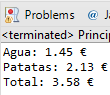 Problems
<terminated> Princip
Agua: 1.45 €
Patatas: 2.13 €
Total: 3.58 €